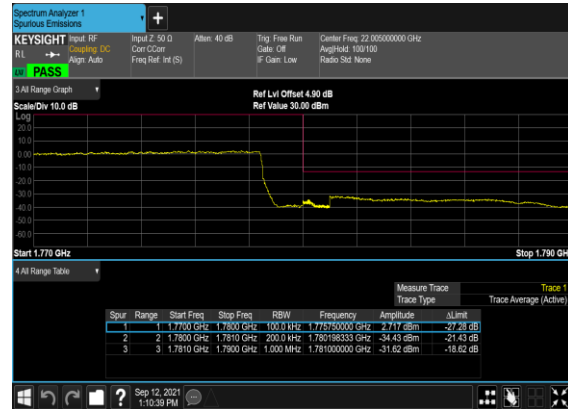 Spectrum Analyzer 1
Spurious Emissions
+
KEYSIGHT
RL
Input: RF
Coupling: DC
Align: Auto
Input Z: 50 Ω
Corr CCorr
Freq Ref: Int (S)
Atten: 40 dB
Trig: Free Run
Gate: Off
IF Gain: Low
Center Freq: 22.005000000 GHz
Avg|Hold: 100/100
Radio Std: None
PASS
3 All Range Graph
Ref Lvl Offset 4.90 dB
Scale/Div 10.0 dB
Ref Value 30.00 dBm
Log
20.0
10.0
0.00
-10.0
-20.0
-30.0
-40.0
-50.0
-60.0
Start 1.770 GHz
Stop 1.790 GH
4 All Range Table
Measure Trace Trace 1
Trace Type Trace Average (Active)
Spur Range Start Freq Stop Freq RBW Frequency Amplitude ΔLimit
1 1 1.7700 GHz 1.7800 GHz 100.0 kHz 1.775750000 GHz 2.717 dBm -27.28 dB
2 2 1.7800 GHz 1.7810 GHz 200.0 kHz 1.780198333 GHz -34.43 dBm -21.43 dB
3 3 1.7810 GHz 1.7900 GHz 1.000 MHz 1.781000000 GHz -31.62 dBm -18.62 dB
?
Sep 12, 2021
1:10:39 PM